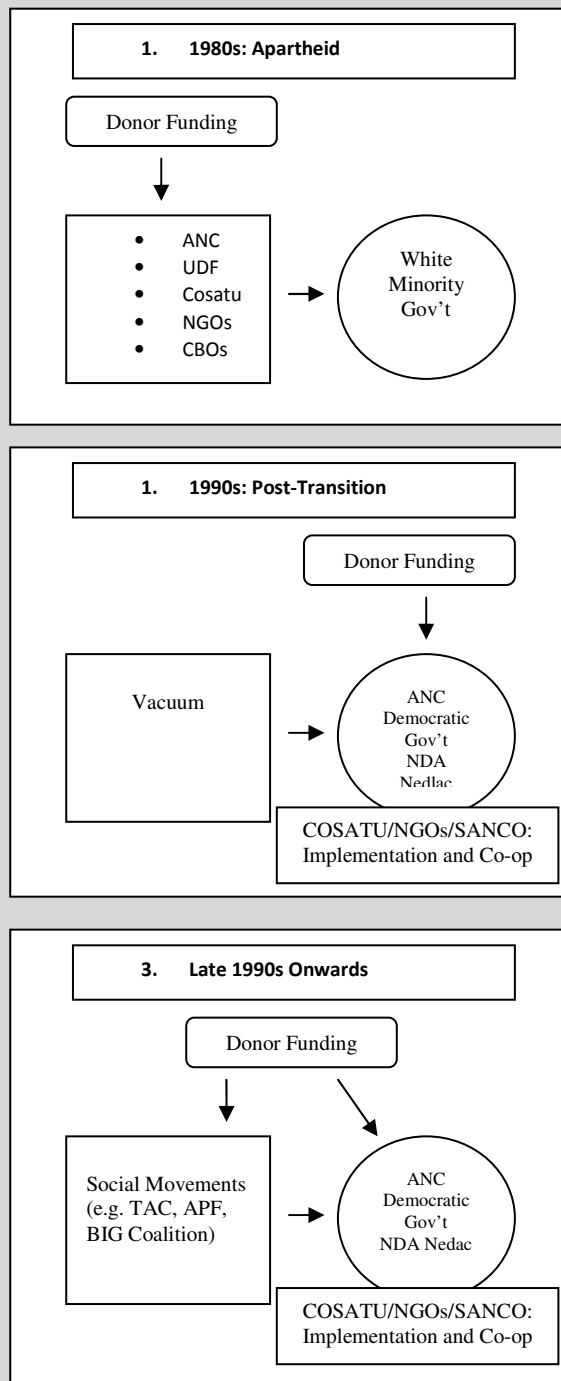 1. 1980s: Apartheid
Donor Funding
• ANC
• UDF
• Cosatu
• NGOs
• CBOs
White
Minority
Gov't
1. 1990s: Post-Transition
Donor Funding
Vacuum
ANC
Democratic
Gov't
NDA
Nedlac
COSATU/NGOs/SANCO:
Implementation and Co-op
3. Late 1990s Onwards
Donor Funding
Social Movements
(e.g. TAC, APF,
BIG Coalition)
ANC
Democratic
Gov't
NDA Nedac
COSATU/NGOs/SANCO:
Implementation and Co-op